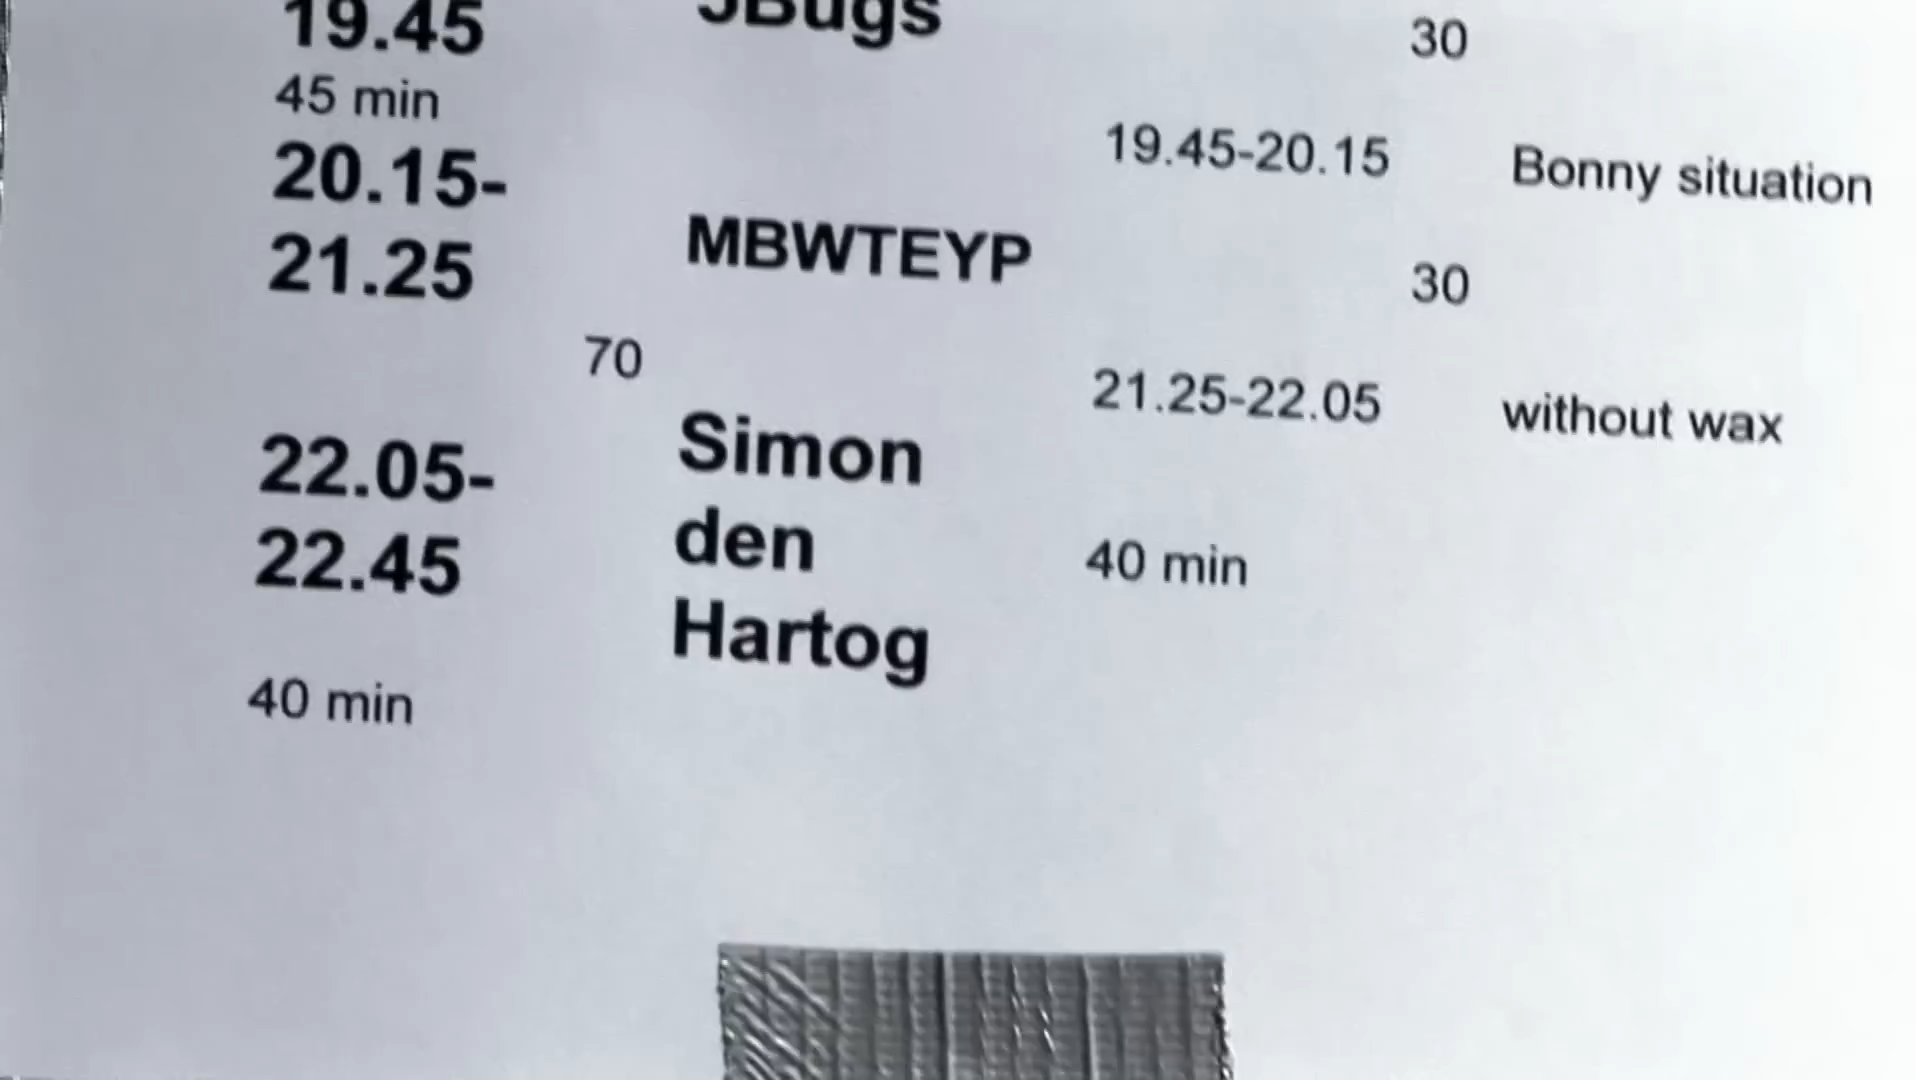 19.45
JBugs
30
45 min
19.45-20.15
Bonny situation
20.15-
21.25
MBWTEYP
30
70
21.25-22.05
without wax
22.05-
22.45
Simon
den
Hartog
40 min
40 min